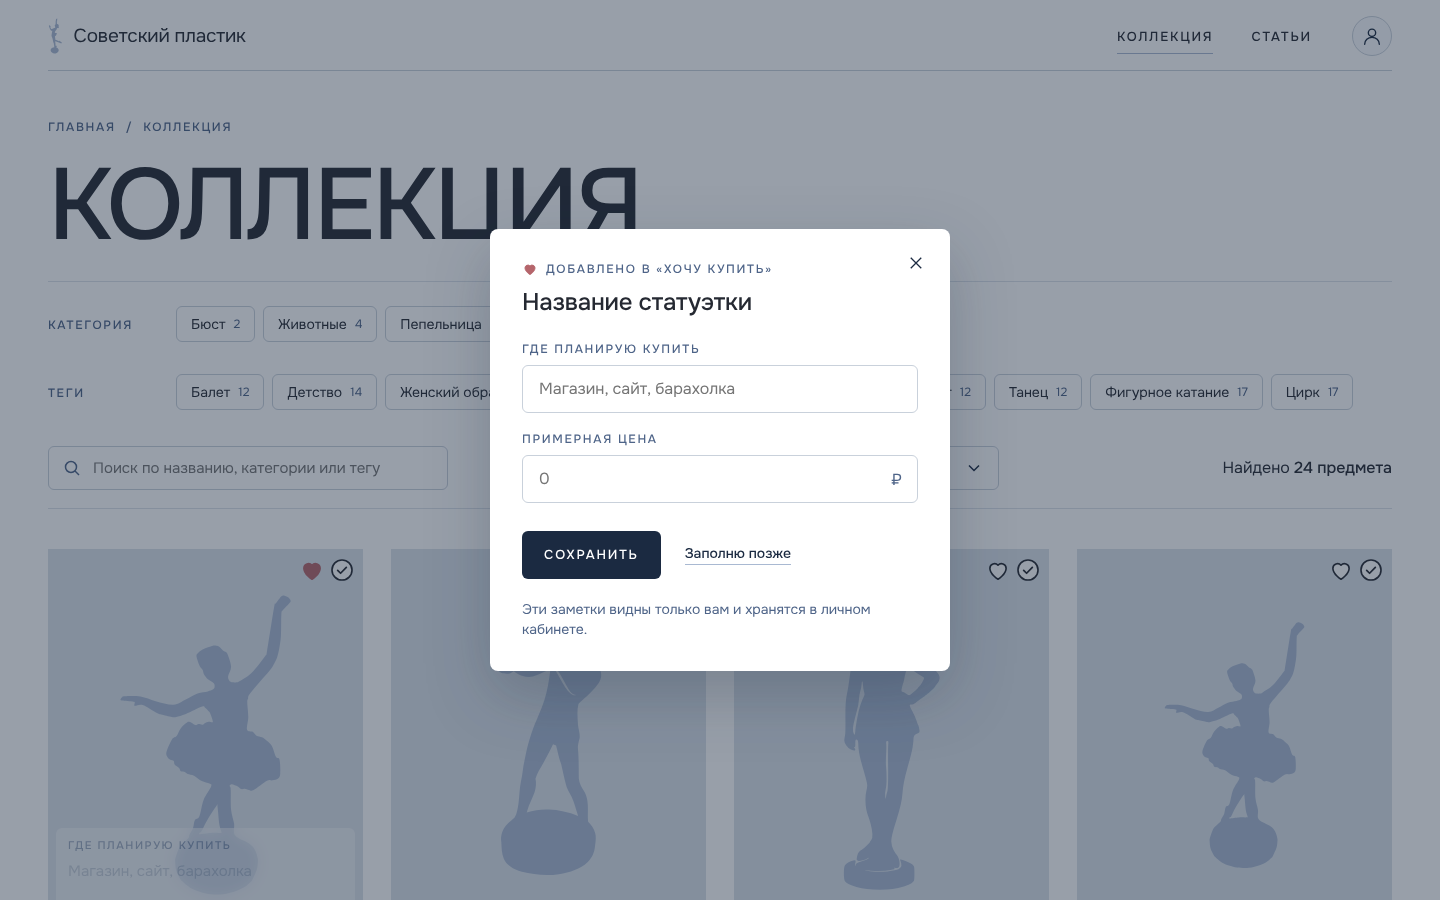 Советский пластик
КОЛЛЕКЦИЯ
СТАТЬИ
ГЛАВНАЯ / КОЛЛЕКЦИЯ
КОЛЛЕКЦИЯ
ДОБАВЛЕНО В «ХОЧУ КУПИТЬ»
Название статуэтки
ГДЕ ПЛАНИРУЮ КУПИТЬ
Магазин, сайт, барахолка
ПРИМЕРНАЯ ЦЕНА
0 ₽
СОХРАНИТЬ
Заполню позже
Эти заметки видны только вам и хранятся в личном
кабинете.
КАТЕГОРИЯ
Бюст 2
Животные 4
Пепельница
ТЕГИ
Балет 12
Детство 14
Женский обра
12
Танец 12
Фигурное катание 17
Цирк 17
Поиск по названию, категории или тегу
Найдено 24 предмета
ГДЕ ПЛАНИРУЮ КУПИТЬ
Магазин, сайт, барахолка